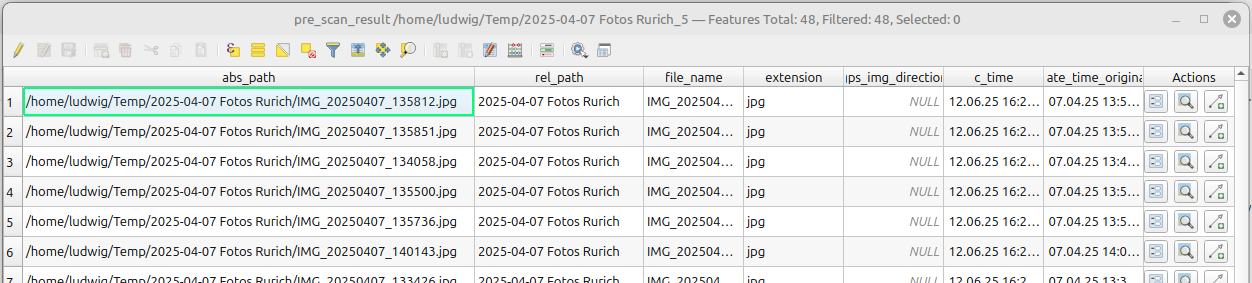 pre_scan_result /home/ludwig/Temp/2025-04-07 Fotos Rurich_5 — Features Total: 48, Filtered: 48, Selected: 0
abs_path rel_path file_name extension ips_img_direction c_time ate_time_origina Actions
1 /home/ludwig/Temp/2025-04-07 Fotos Rurich/IMG_20250407_135812.jpg 2025-04-07 Fotos Rurich IMG_202504... jpg NULL 12.06.25 16:2... 07.04.25 13:5...
2 /home/ludwig/Temp/2025-04-07 Fotos Rurich/IMG_20250407_135851.jpg 2025-04-07 Fotos Rurich IMG_202504... jpg NULL 12.06.25 16:2... 07.04.25 13:5...
3 /home/ludwig/Temp/2025-04-07 Fotos Rurich/IMG_20250407_134058.jpg 2025-04-07 Fotos Rurich IMG_202504... jpg NULL 12.06.25 16:2... 07.04.25 13:4...
4 /home/ludwig/Temp/2025-04-07 Fotos Rurich/IMG_20250407_135500.jpg 2025-04-07 Fotos Rurich IMG_202504... jpg NULL 12.06.25 16:2... 07.04.25 13:5...
5 /home/ludwig/Temp/2025-04-07 Fotos Rurich/IMG_20250407_135736.jpg 2025-04-07 Fotos Rurich IMG_202504... jpg NULL 12.06.25 16:2... 07.04.25 13:5...
6 /home/ludwig/Temp/2025-04-07 Fotos Rurich/IMG_20250407_140143.jpg 2025-04-07 Fotos Rurich IMG_202504... jpg NULL 12.06.25 16:2... 07.04.25 14:0...
7 /home/ludwig/Temp/2025-04-07 Fotos Rurich/IMG_20250407_133426.jpg 2025-04-07 Fotos Rurich IMG_202504... jpg NULL 12.06.25 16:2... 07.04.25 13:3...